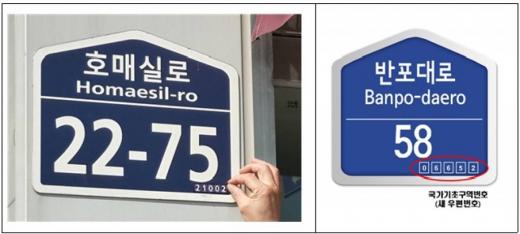 호매실로
Homaesil-ro
22-75
21002
반포대로
Banpo-daero
58
06652
국가기초구역번호
(새 우편번호)